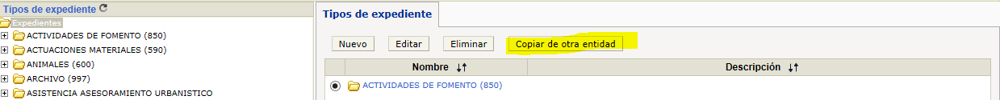 Tipos de expediente
Expedientes
ACTIVIDADES DE FOMENTO (850)
ACTUACIONES MATERIALES (590)
ANIMALES (600)
ARCHIVO (997)
ASISTENCIA ASESORAMIENTO URBANISTICO
Tipos de expediente
Nuevo Editar Eliminar Copiar de otra entidad
Nombre Descripción
ACTIVIDADES DE FOMENTO (850)